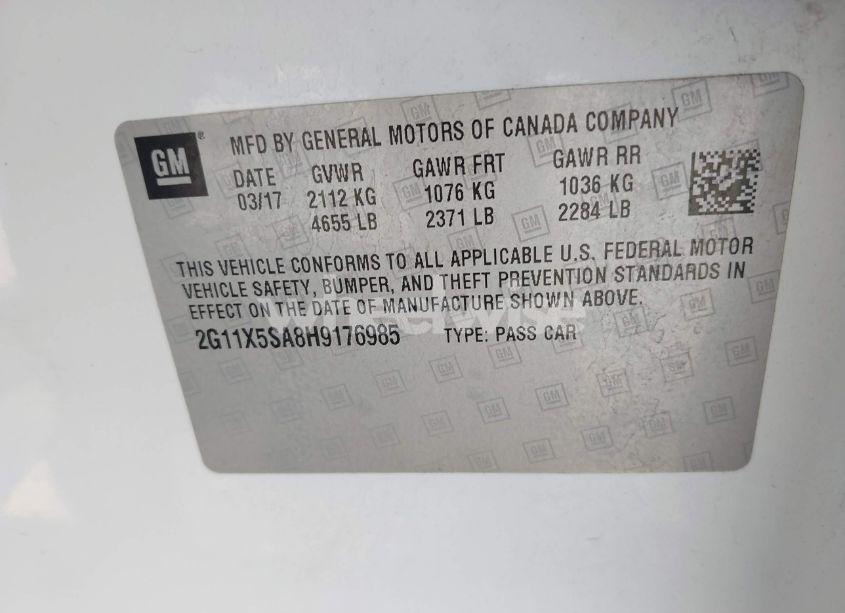 GM ®
MFD BY GENERAL MOTORS OF CANADA COMPANY
DATE GVWR GAWR FRT GAWR RR
03/17 2112 KG 1076 KG 1036 KG
4655 LB 2371 LB 2284 LB
THIS VEHICLE CONFORMS TO ALL APPLICABLE U.S. FEDERAL MOTOR
VEHICLE SAFETY, BUMPER, AND THEFT PREVENTION STANDARDS IN
EFFECT ON THE DATE OF MANUFACTURE SHOWN ABOVE.
2G11X5SA8H9176985 TYPE: PASS CAR